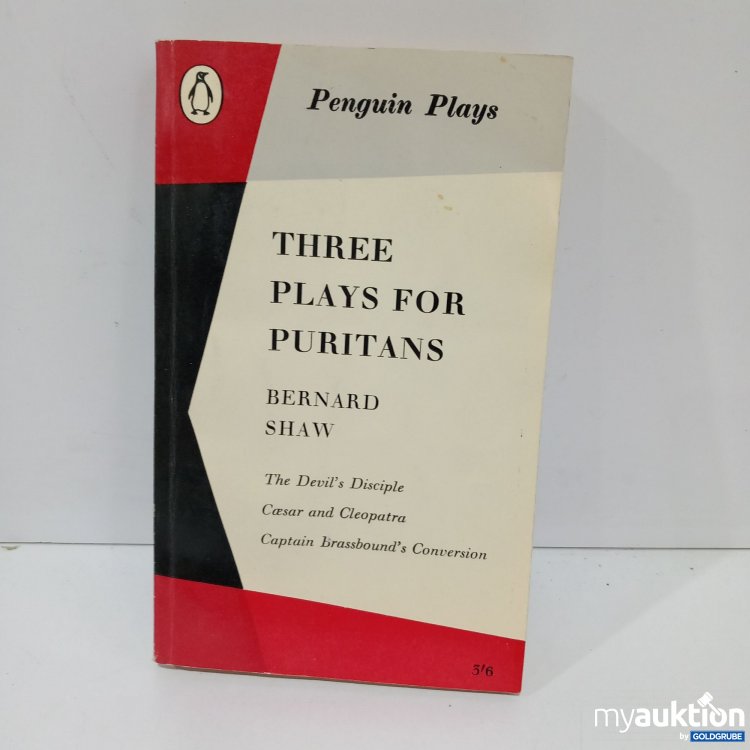 Penguin Plays
THREE
PLAYS FOR
PURITANS
BERNARD
SHAW
The Devil's Disciple
Cæsar and Cleopatra
Captain Brassbound's Conversion
3'6
myauktion
by GOLDGRUBE